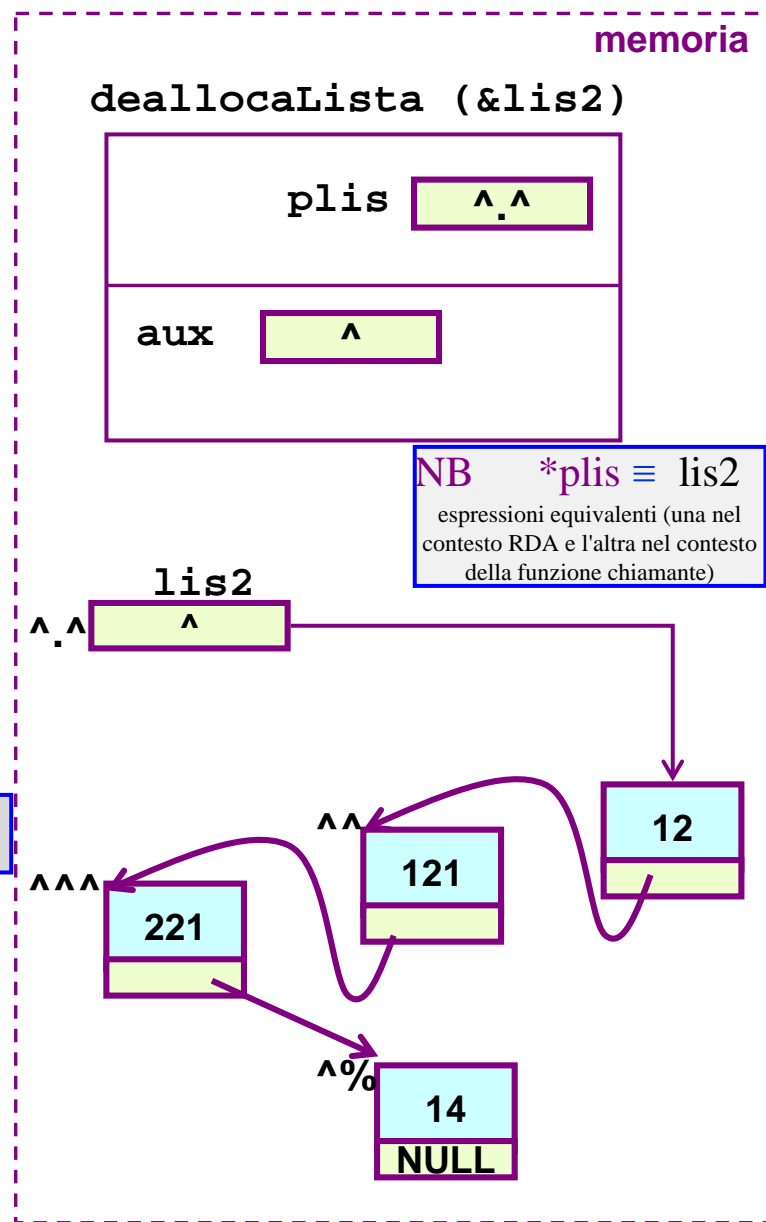 memoria
deallocaLista (&lis2)
plis ^.^
aux ^
NB *plis ≡ lis2
espressioni equivalenti (una nel
contesto RDA e l'altra nel contesto
della funzione chiamante)
lis2
^.^ ^
12
^^
121
^^^
221
^%
14
NULL